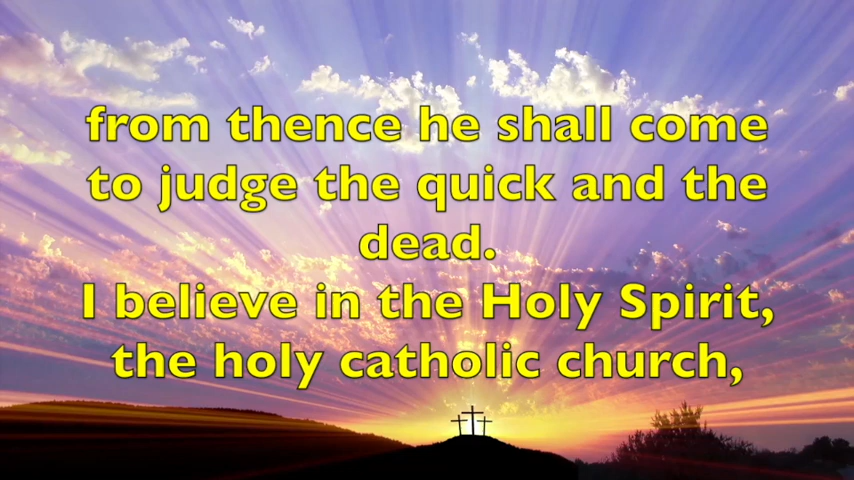 from thence he shall come
to judge the quick and the
dead.
I believe in the Holy Spirit,
the holy catholic church,